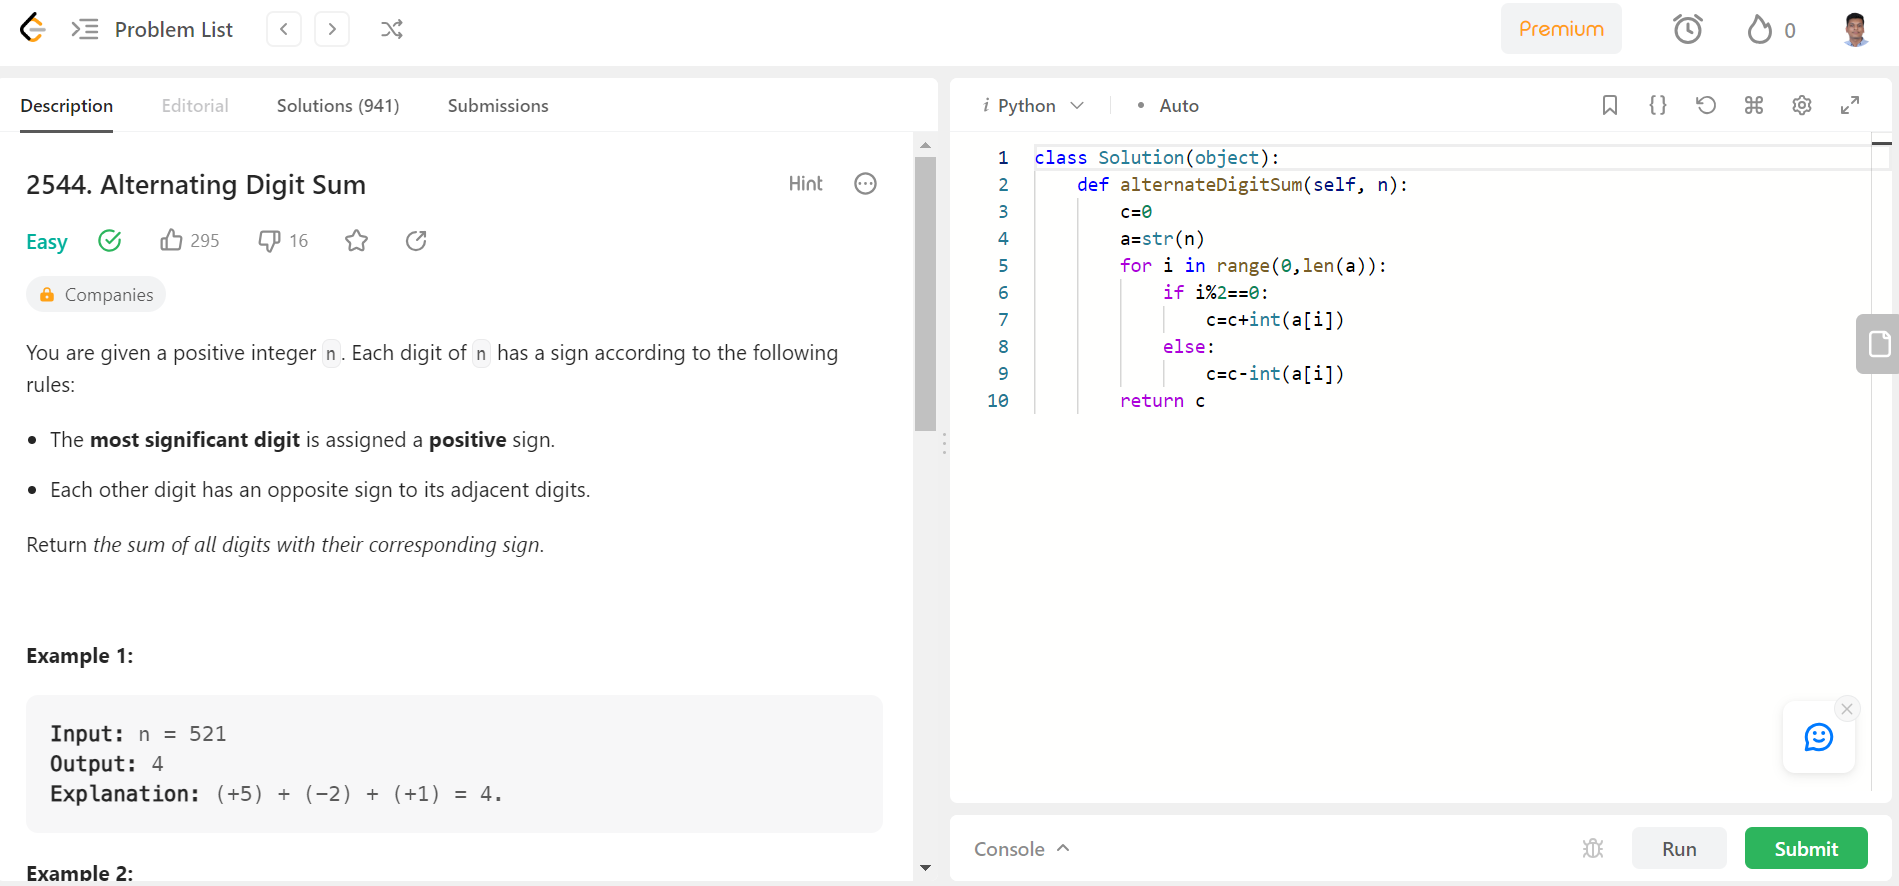 Problem List
Premium
0
Description Editorial Solutions (941) Submissions
2544. Alternating Digit Sum
Hint
Easy 295 16
Companies
You are given a positive integer n. Each digit of n has a sign according to the following
rules:
• The most significant digit is assigned a positive sign.
• Each other digit has an opposite sign to its adjacent digits.
Return the sum of all digits with their corresponding sign.
Example 1:
Input: n = 521
Output: 4
Explanation: (+5) + (−2) + (+1) = 4.
Example 2:
i Python • Auto
1 class Solution(object):
2     def alternateDigitSum(self, n):
3         c=0
4         a=str(n)
5         for i in range(0,len(a)):
6             if i%2==0:
7                 c=c+int(a[i])
8             else:
9                 c=c-int(a[i])
10         return c
Console Run Submit